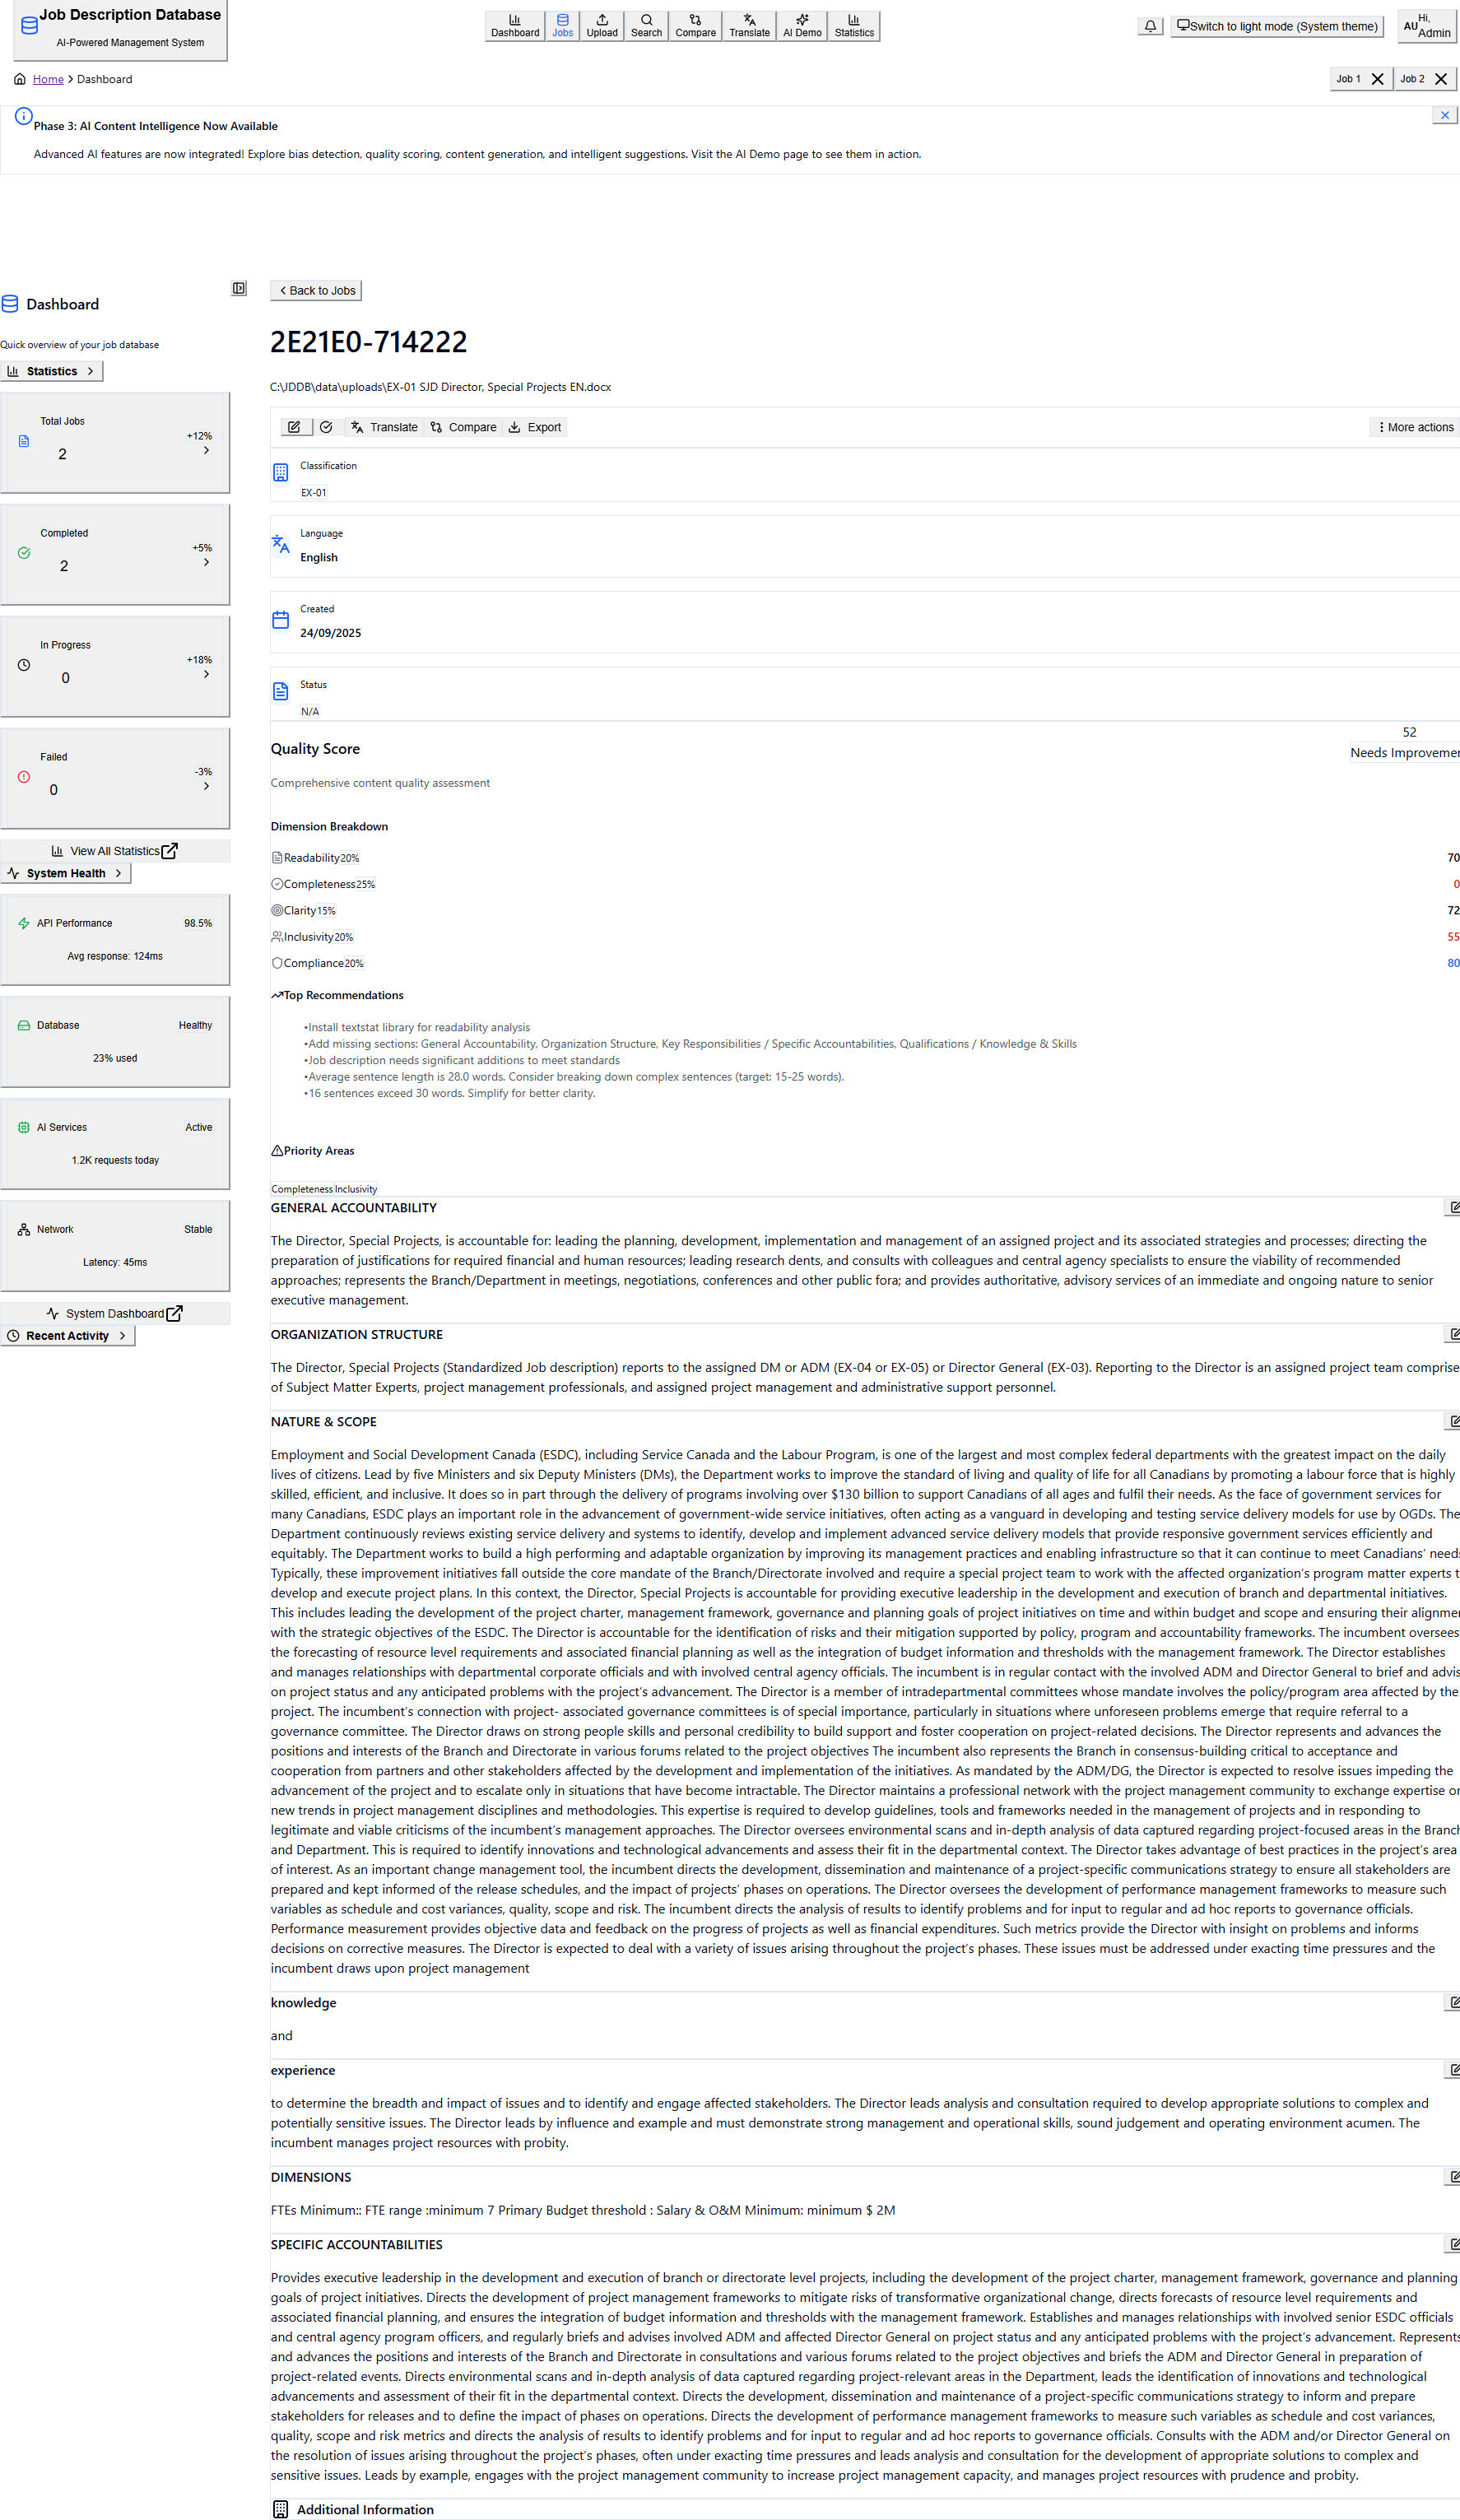 Job Description Database
AI-Powered Management System
Dashboard
Jobs
Upload
Search
Compare
Translate
AI Demo
Statistics
Switch to light mode (System theme)
AU
Hi,
Admin
Home
Dashboard
Job 1
Job 2
Phase 3: AI Content Intelligence Now Available
Advanced AI features are now integrated! Explore bias detection, quality scoring, content generation, and intelligent suggestions. Visit the AI Demo page to see them in action.
Dashboard
Quick overview of your job database
Statistics
Total Jobs
2
+12%
Completed
2
+5%
In Progress
0
+18%
Failed
0
-3%
View All Statistics
System Health
API Performance
98.5%
Avg response: 124ms
Database
Healthy
23% used
AI Services
Active
1.2K requests today
Network
Stable
Latency: 45ms
System Dashboard
Recent Activity
Back to Jobs
2E21E0-714222
C:\JDDB\data\uploads\EX-01 SJD Director, Special Projects EN.docx
Translate
Compare
Export
More actions
Classification
EX-01
Language
English
Created
24/09/2025
Status
N/A
Quality Score
52
Needs Improvemen
Comprehensive content quality assessment
Dimension Breakdown
Readability 20% 70
Completeness 25% 0
Clarity 15% 72
Inclusivity 20% 55
Compliance 20% 80
Top Recommendations
•Install textstat library for readability analysis
•Add missing sections: General Accountability, Organization Structure, Key Responsibilities / Specific Accountabilities, Qualifications / Knowledge & Skills
•Job description needs significant additions to meet standards
•Average sentence length is 28.0 words. Consider breaking down complex sentences (target: 15-25 words).
•16 sentences exceed 30 words. Simplify for better clarity.
Priority Areas
Completeness Inclusivity
GENERAL ACCOUNTABILITY
The Director, Special Projects, is accountable for: leading the planning, development, implementation and management of an assigned project and its associated strategies and processes; directing the
preparation of justifications for required financial and human resources; leading research dents, and consults with colleagues and central agency specialists to ensure the viability of recommended
approaches; represents the Branch/Department in meetings, negotiations, conferences and other public fora; and provides authoritative, advisory services of an immediate and ongoing nature to senior
executive management.
ORGANIZATION STRUCTURE
The Director, Special Projects (Standardized Job description) reports to the assigned DM or ADM (EX-04 or EX-05) or Director General (EX-03). Reporting to the Director is an assigned project team comprise
of Subject Matter Experts, project management professionals, and assigned project management and administrative support personnel.
NATURE & SCOPE
Employment and Social Development Canada (ESDC), including Service Canada and the Labour Program, is one of the largest and most complex federal departments with the greatest impact on the daily
lives of citizens. Lead by five Ministers and six Deputy Ministers (DMs), the Department works to improve the standard of living and quality of life for all Canadians by promoting a labour force that is highly
skilled, efficient, and inclusive. It does so in part through the delivery of programs involving over $130 billion to support Canadians of all ages and fulfil their needs. As the face of government services for
many Canadians, ESDC plays an important role in the advancement of government-wide service initiatives, often acting as a vanguard in developing and testing service delivery models for use by OGDs. The
Department continuously reviews existing service delivery and systems to identify, develop and implement advanced service delivery models that provide responsive government services efficiently and
equitably. The Department works to build a high performing and adaptable organization by improving its management practices and enabling infrastructure so that it can continue to meet Canadians' needs
Typically, these improvement initiatives fall outside the core mandate of the Branch/Directorate involved and require a special project team to work with the affected organization's program matter experts t
develop and execute project plans. In this context, the Director, Special Projects is accountable for providing executive leadership in the development and execution of branch and departmental initiatives.
This includes leading the development of the project charter, management framework, governance and planning goals of project initiatives on time and within budget and scope and ensuring their alignmen
with the strategic objectives of the ESDC. The Director is accountable for the identification of risks and their mitigation supported by policy, program and accountability frameworks. The incumbent oversees
the forecasting of resource level requirements and associated financial planning as well as the integration of budget information and thresholds with the management framework. The Director establishes
and manages relationships with departmental corporate officials and with involved central agency officials. The incumbent is in regular contact with the involved ADM and Director General to brief and advis
on project status and any anticipated problems with the project's advancement. The Director is a member of intradepartmental committees whose mandate involves the policy/program area affected by the
project. The incumbent's connection with project- associated governance committees is of special importance, particularly in situations where unforeseen problems emerge that require referral to a
governance committee. The Director draws on strong people skills and personal credibility to build support and foster cooperation on project-related decisions. The Director represents and advances the
positions and interests of the Branch and Directorate in various forums related to the project objectives The incumbent also represents the Branch in consensus-building critical to acceptance and
cooperation from partners and other stakeholders affected by the development and implementation of the initiatives. As mandated by the ADM/DG, the Director is expected to resolve issues impeding the
advancement of the project and to escalate only in situations that have become intractable. The Director maintains a professional network with the project management community to exchange expertise or
new trends in project management disciplines and methodologies. This expertise is required to develop guidelines, tools and frameworks needed in the management of projects and in responding to
legitimate and viable criticisms of the incumbent's management approaches. The Director oversees environmental scans and in-depth analysis of data captured regarding project-focused areas in the Branch
and Department. This is required to identify innovations and technological advancements and assess their fit in the departmental context. The Director takes advantage of best practices in the project's area
of interest. As an important change management tool, the incumbent directs the development, dissemination and maintenance of a project-specific communications strategy to ensure all stakeholders are
prepared and kept informed of the release schedules, and the impact of projects' phases on operations. The Director oversees the development of performance management frameworks to measure such
variables as schedule and cost variances, quality, scope and risk. The incumbent directs the analysis of results to identify problems and for input to regular and ad hoc reports to governance officials.
Performance measurement provides objective data and feedback on the progress of projects as well as financial expenditures. Such metrics provide the Director with insight on problems and informs
decisions on corrective measures. The Director is expected to deal with a variety of issues arising throughout the project's phases. These issues must be addressed under exacting time pressures and the
incumbent draws upon project management
knowledge
and
experience
to determine the breadth and impact of issues and to identify and engage affected stakeholders. The Director leads analysis and consultation required to develop appropriate solutions to complex and
potentially sensitive issues. The Director leads by influence and example and must demonstrate strong management and operational skills, sound judgement and operating environment acumen. The
incumbent manages project resources with probity.
DIMENSIONS
FTEs Minimum:: FTE range :minimum 7 Primary Budget threshold : Salary & O&M Minimum: minimum $ 2M
SPECIFIC ACCOUNTABILITIES
Provides executive leadership in the development and execution of branch or directorate level projects, including the development of the project charter, management framework, governance and planning
goals of project initiatives. Directs the development of project management frameworks to mitigate risks of transformative organizational change, directs forecasts of resource level requirements and
associated financial planning, and ensures the integration of budget information and thresholds with the management framework. Establishes and manages relationships with involved senior ESDC officials
and central agency program officers, and regularly briefs and advises involved ADM and affected Director General on project status and any anticipated problems with the project's advancement. Represents
and advances the positions and interests of the Branch and Directorate in consultations and various forums related to the project objectives and briefs the ADM and Director General in preparation of
project-related events. Directs environmental scans and in-depth analysis of data captured regarding project-relevant areas in the Department, leads the identification of innovations and technological
advancements and assessment of their fit in the departmental context. Directs the development, dissemination and maintenance of a project-specific communications strategy to inform and prepare
stakeholders for releases and to define the impact of phases on operations. Directs the development of performance management frameworks to measure such variables as schedule and cost variances,
quality, scope and risk metrics and directs the analysis of results to identify problems and for input to regular and ad hoc reports to governance officials. Consults with the ADM and/or Director General on
the resolution of issues arising throughout the project's phases, often under exacting time pressures and leads analysis and consultation for the development of appropriate solutions to complex and
sensitive issues. Leads by example, engages with the project management community to increase project management capacity, and manages project resources with prudence and probity.
Additional Information